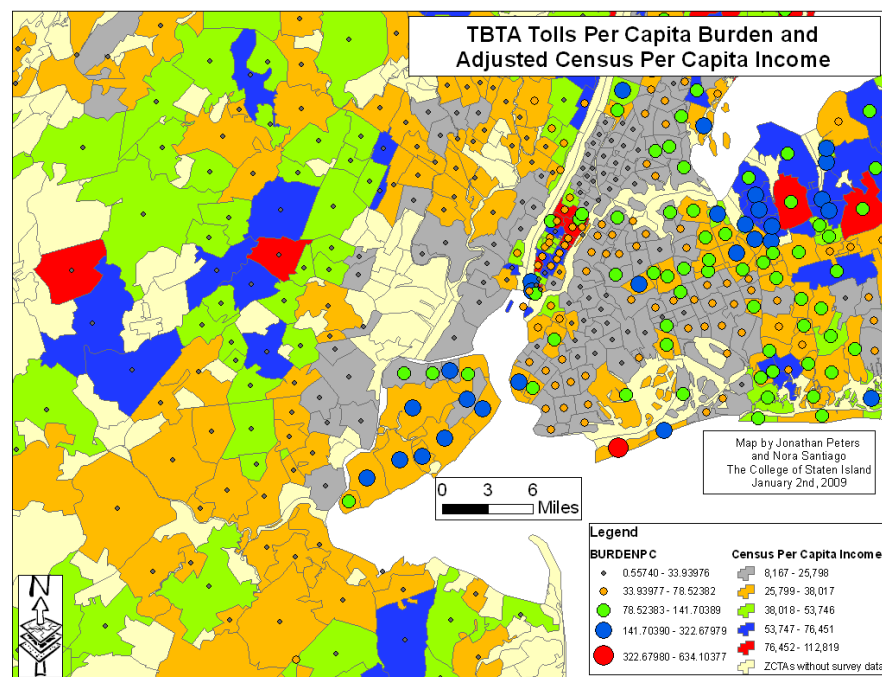 TBTA Tolls Per Capita Burden and
Adjusted Census Per Capita Income
Map by Jonathan Peters
and Nora Santiago
The College of Staten Island
January 2nd, 2009
0 3 6
Miles
N
Legend
BURDENPC
0.55740 - 33.93976
33.93977 - 78.52382
78.52383 - 141.70389
141.70390 - 322.67979
322.67980 - 634.10377
Census Per Capita Income
8,167 - 25,798
25,799 - 38,017
38,018 - 53,746
53,747 - 76,451
76,452 - 112,819
ZCTAs without survey data